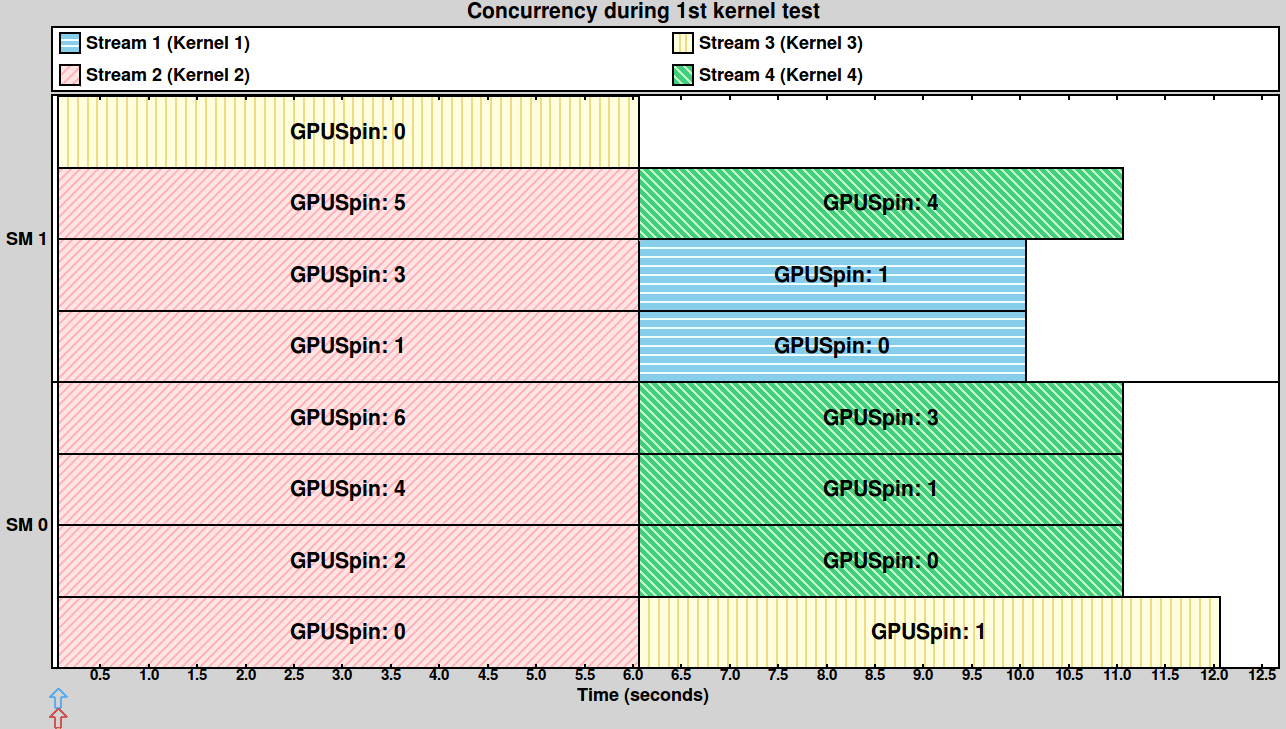 Concurrency during 1st kernel test
Stream 1 (Kernel 1)
Stream 3 (Kernel 3)
Stream 2 (Kernel 2)
Stream 4 (Kernel 4)
GPUSpin: 0
GPUSpin: 5
GPUSpin: 4
SM 1
GPUSpin: 3
GPUSpin: 1
GPUSpin: 1
GPUSpin: 0
GPUSpin: 6
GPUSpin: 3
GPUSpin: 4
GPUSpin: 1
SM 0
GPUSpin: 2
GPUSpin: 0
GPUSpin: 0
GPUSpin: 1
0.5 1.0 1.5 2.0 2.5 3.0 3.5 4.0 4.5 5.0 5.5 6.0 6.5 7.0 7.5 8.0 8.5 9.0 9.5 10.0 10.5 11.0 11.5 12.0 12.5
Time (seconds)